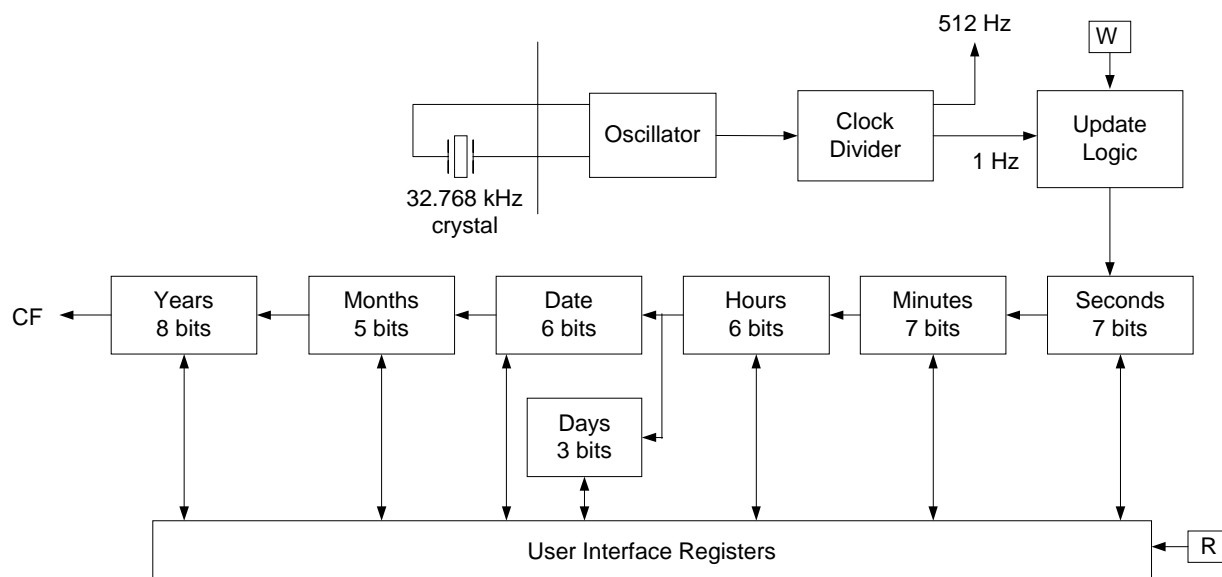 512 Hz
W
Oscillator
Clock
Divider
Update
Logic
1 Hz
32.768 kHz
crystal
CF
Years
8 bits
Months
5 bits
Date
6 bits
Hours
6 bits
Minutes
7 bits
Seconds
7 bits
Days
3 bits
User Interface Registers
R